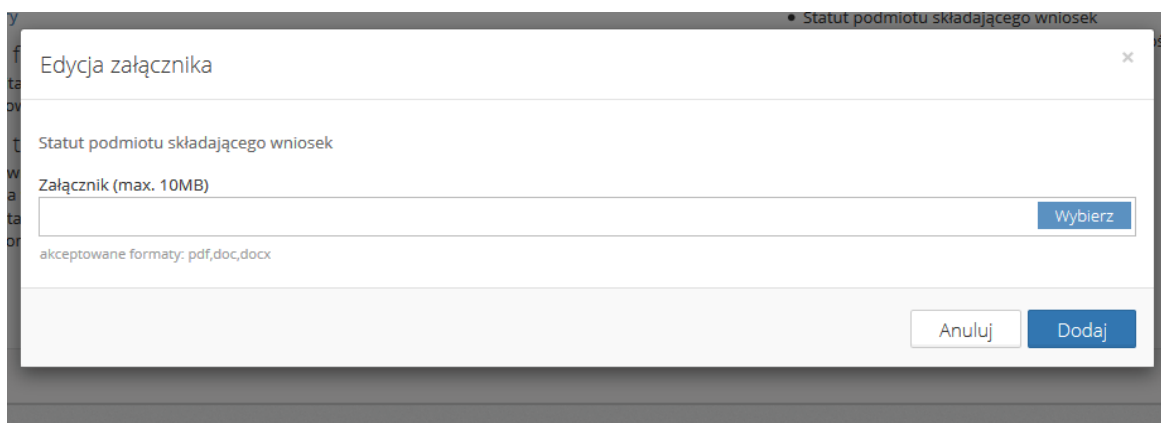 Statut podmiotu składającego wniosek
Edycja załącznika
×
Statut podmiotu składającego wniosek
Załącznik (max. 10MB)
Wybierz
akceptowane formaty: pdf,doc,docx
Anuluj
Dodaj